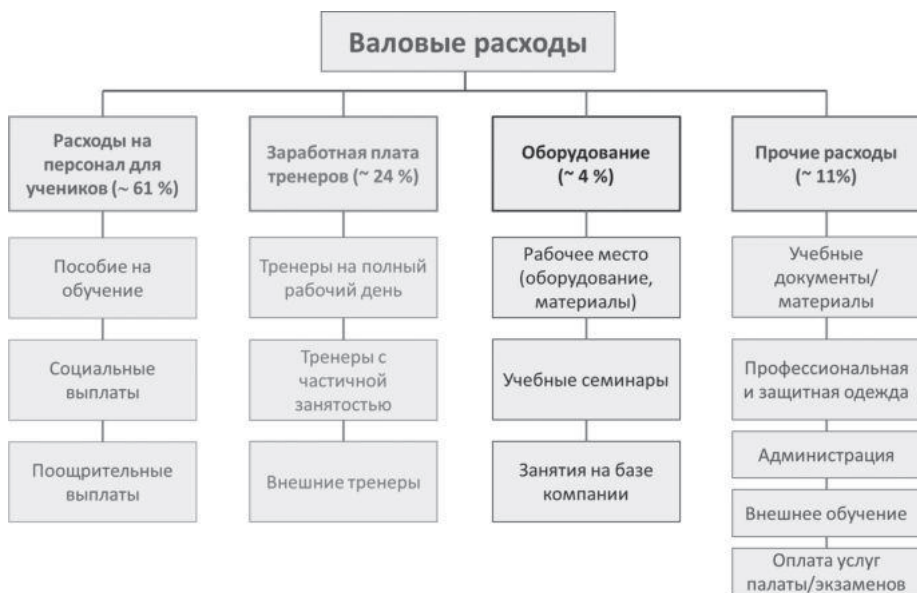 Валовые расходы
Расходы на
персонал для
учеников (~ 61 %)
Пособие на
обучение
Социальные
выплаты
Поощрительные
выплаты
Заработная плата
тренеров (~ 24 %)
Тренеры на полный
рабочий день
Тренеры с
частичной
занятостью
Внешние тренеры
Оборудование
(~ 4 %)
Рабочее место
(оборудование,
материалы)
Учебные семинары
Занятия на базе
компании
Прочие расходы
(~ 11%)
Учебные
документы/
материалы
Профессиональная
и защитная одежда
Администрация
Внешнее обучение
Оплата услуг
палаты/экзаменов